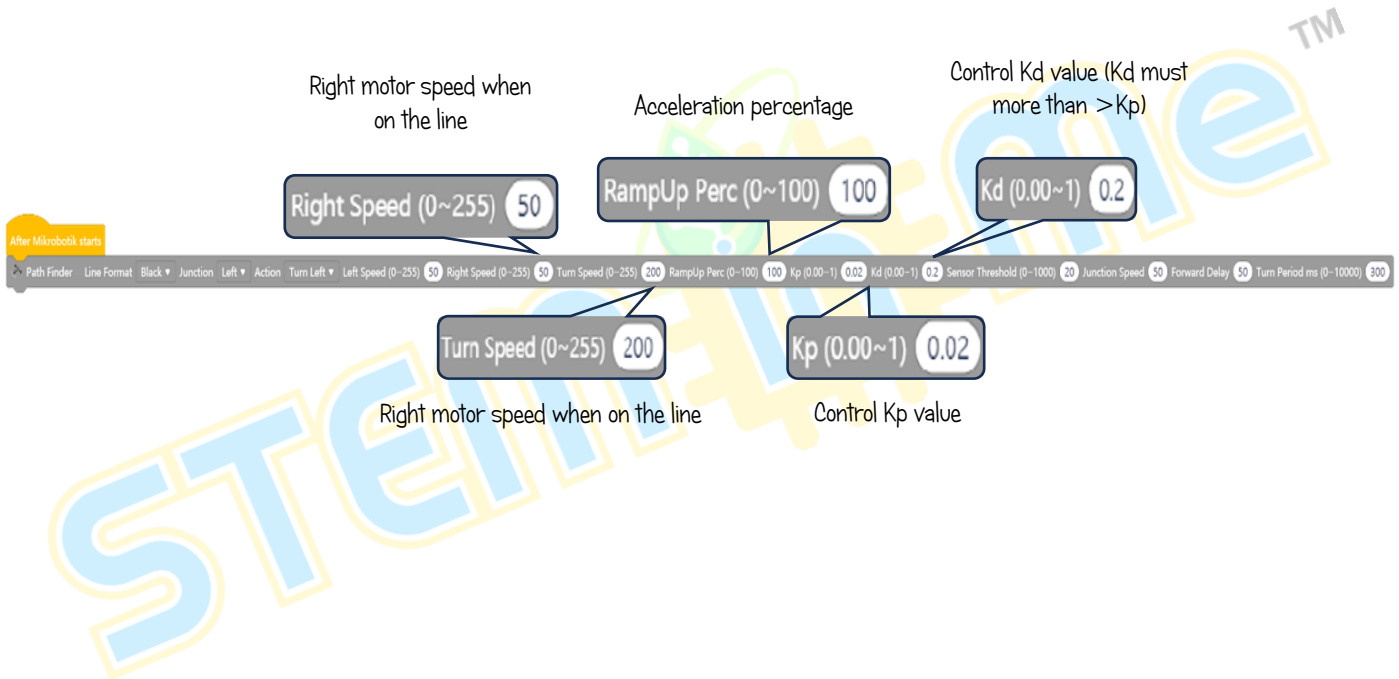 TM
Right motor speed when
on the line
Acceleration percentage
Control Kd value (Kd must
more than >Kp)
Right Speed (0~255) 50
RampUp Perc (0~100) 100
Kd (0.00~1) 0.2
After Mikrobotik starts
Path Finder Line Format Black ▾ Junction Left ▾ Action Turn Left ▾ Left Speed (0~255) 50 Right Speed (0~255) 50 Turn Speed (0~255) 200 RampUp Perc (0~100) 100 Kp (0.00~1) 0.02 Kd (0.00~1) 0.2 Sensor Threshold (0~1000) 20 Junction Speed 50 Forward Delay 50 Turn Period ms (0~10000) 300
Turn Speed (0~255) 200
Kp (0.00~1) 0.02
Right motor speed when on the line
Control Kp value
STEM-in-me